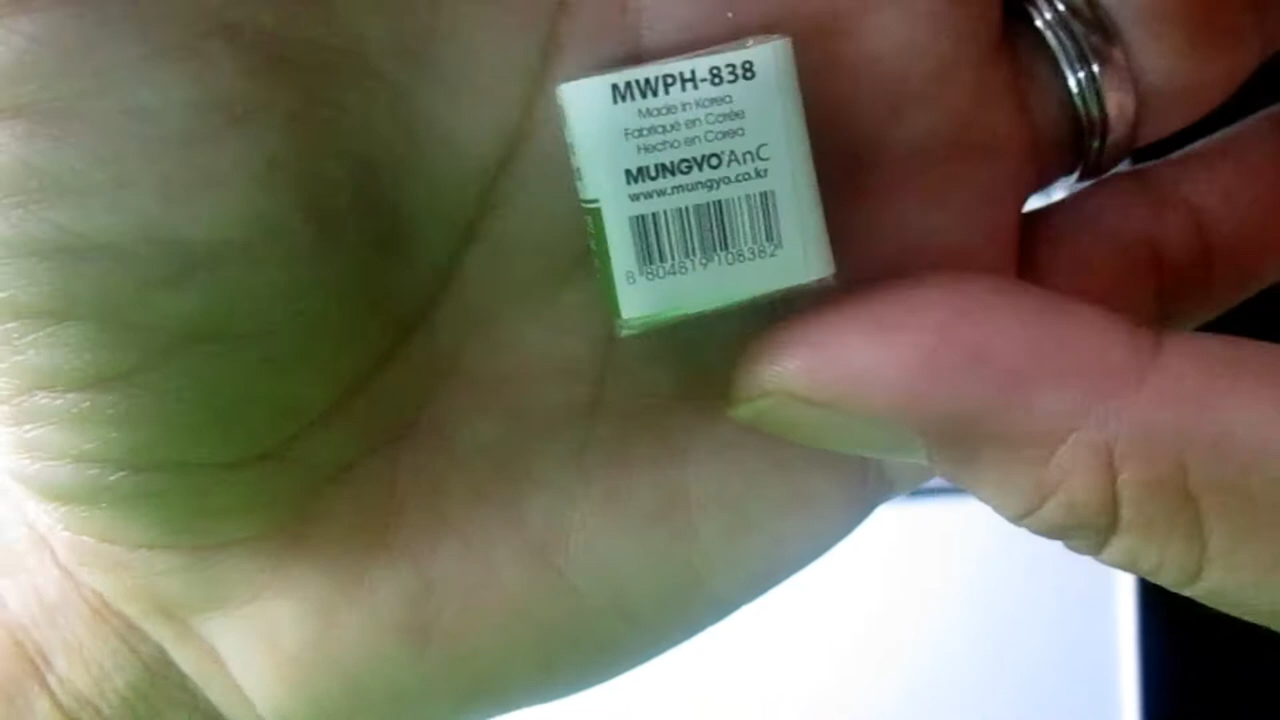 MWPH-838
Made in Korea
Fabriqué en Corée
Hecho en Corea
MUNGYO® AnC
www.mungyo.co.kr
8 804819 108382